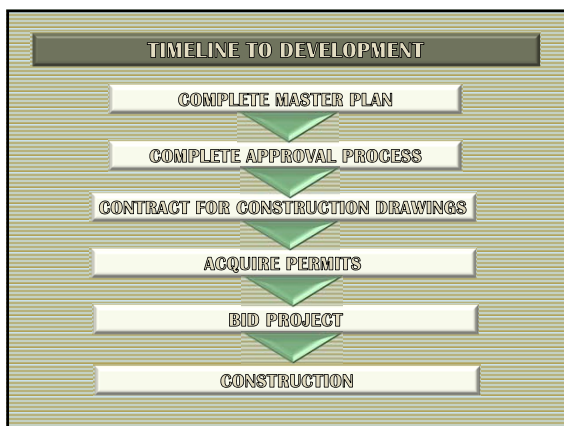 TIMELINE TO DEVELOPMENT
COMPLETE MASTER PLAN
COMPLETE APPROVAL PROCESS
CONTRACT FOR CONSTRUCTION DRAWINGS
ACQUIRE PERMITS
BID PROJECT
CONSTRUCTION